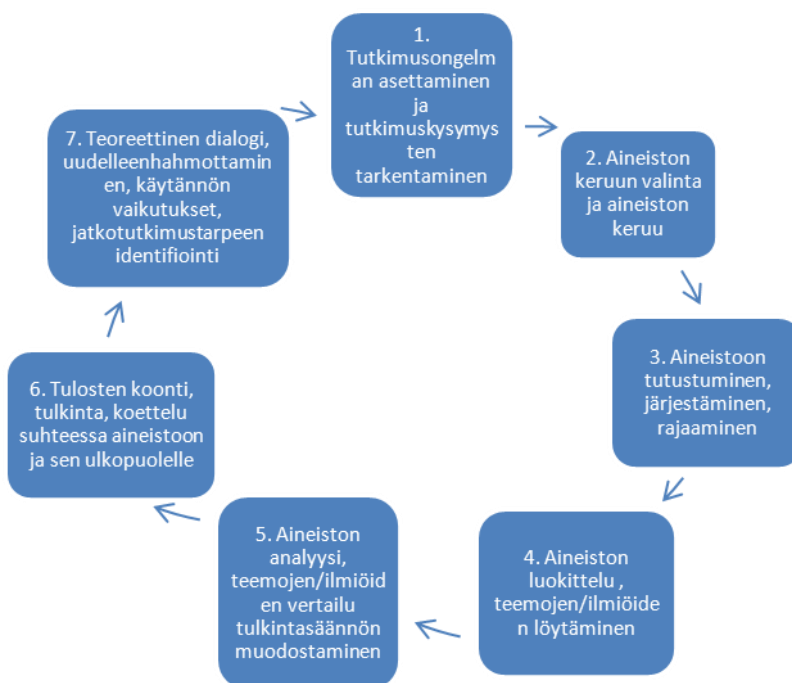 1.
Tutkimusongelm
an asettaminen
ja
tutkimuskysymys
ten
tarkentaminen
2. Aineiston
keruun valinta
ja aineiston
keruu
3. Aineistoon
tutustuminen,
järjestäminen,
rajaaminen
4. Aineiston
luokittelu ,
teemojen/ilmiöide
n löytäminen
5. Aineiston
analyysi,
teemojen/ilmiöid
en vertailu
tulkintasäännön
muodostaminen
6. Tulosten koonti,
tulkinta, koettelu
suhteessa aineistoon
ja sen ulkopuolelle
7. Teoreettinen dialogi,
uudelleenhahmottamin
en, käytännön
vaikutukset,
jatkotutkimustarpeen
identifiointi